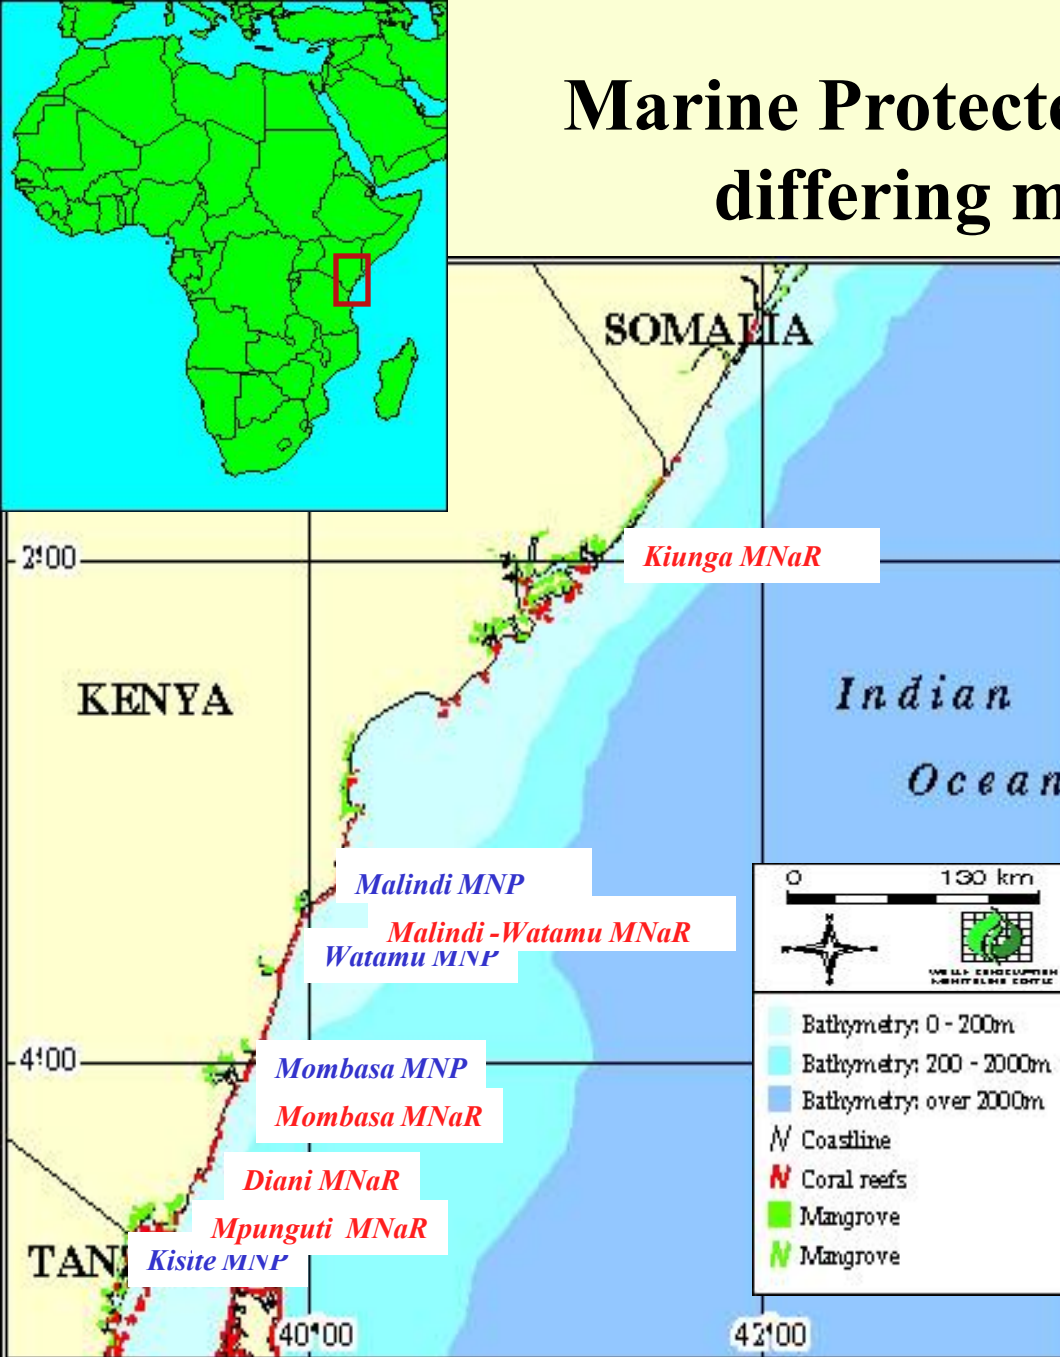 Marine Protecte
differing m
SOMALIA
2°00
Kiunga MNaR
KENYA
Indian
Ocean
Malindi MNP
Malindi -Watamu MNaR
Watamu MNP
0 130 km
4°00
Mombasa MNP
Mombasa MNaR
Diani MNaR
Mpunguti MNaR
Kisite MNP
TAN
Bathymetry: 0 - 200m
Bathymetry: 200 - 2000m
Bathymetry: over 2000m
Coastline
Coral reefs
Mangrove
Mangrove
40°00
42°00